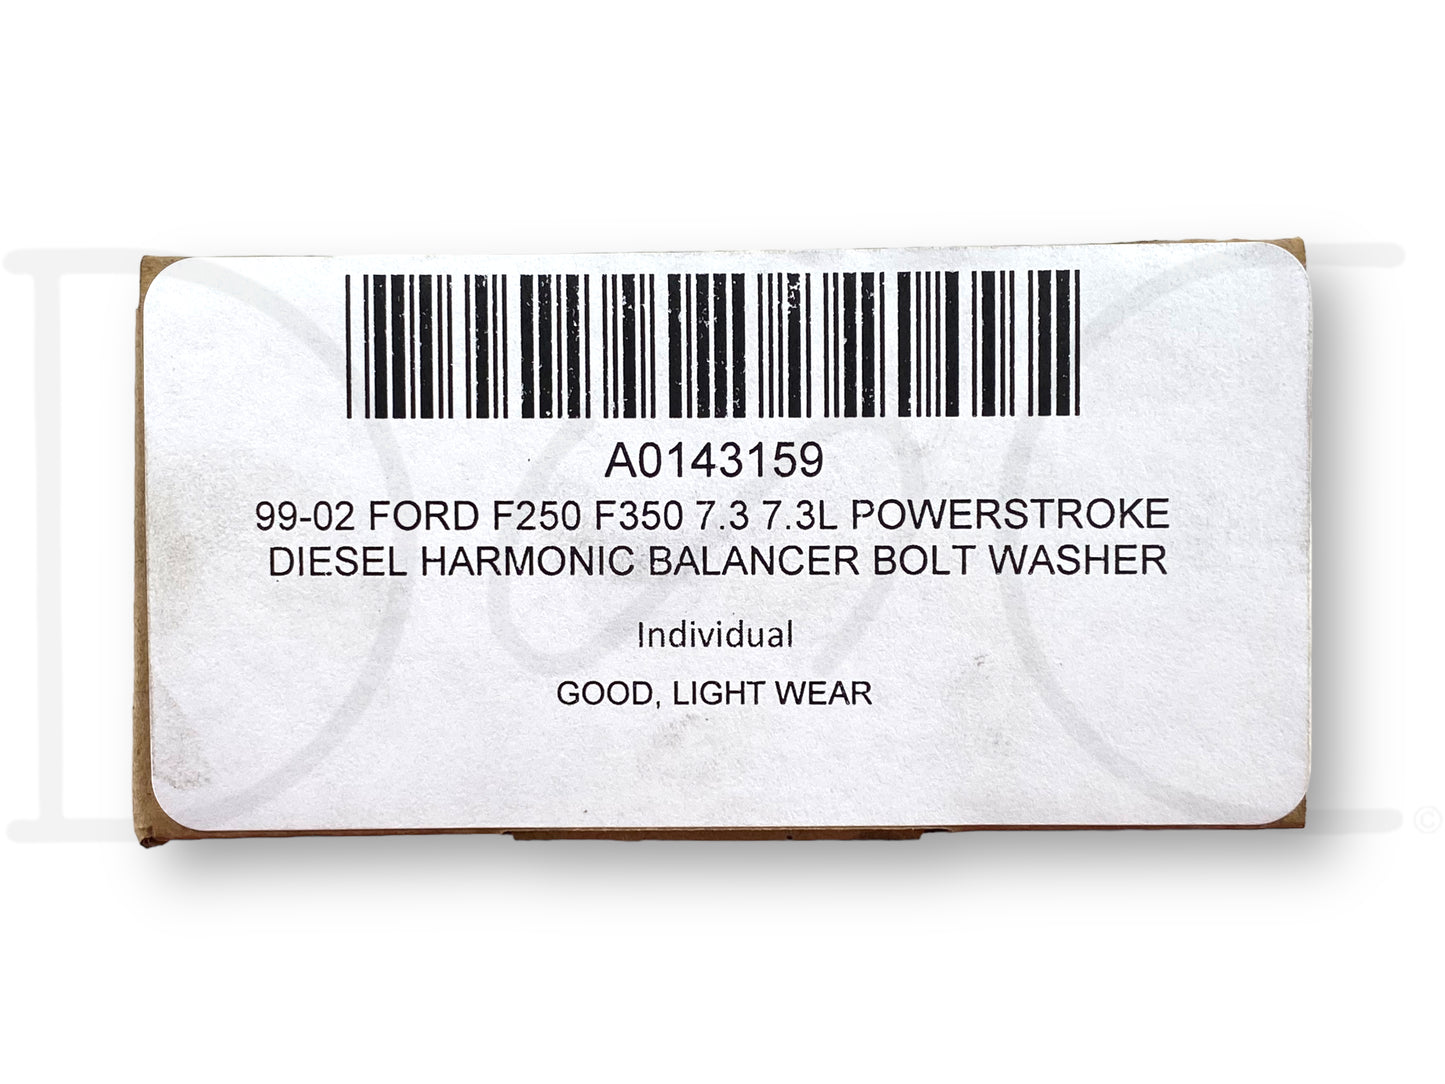 A0143159
99-02 FORD F250 F350 7.3 7.3L POWERSTROKE
DIESEL HARMONIC BALANCER BOLT WASHER
Individual
GOOD, LIGHT WEAR
©